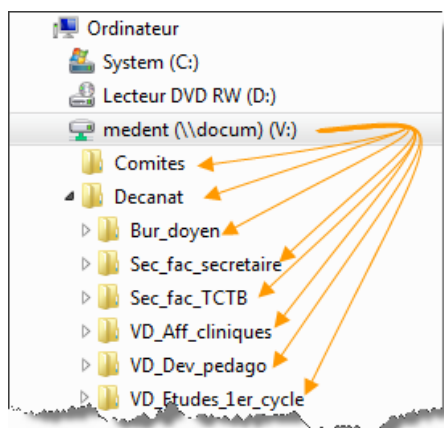 Ordinateur
System (C:)
Lecteur DVD RW (D:)
medent (\\docum) (V:)
Comites
Decanat
Bur_doyen
Sec_fac_secretaire
Sec_fac_TCTB
VD_Aff_cliniques
VD_Dev_pedago
VD_Etudes_1er_cycle